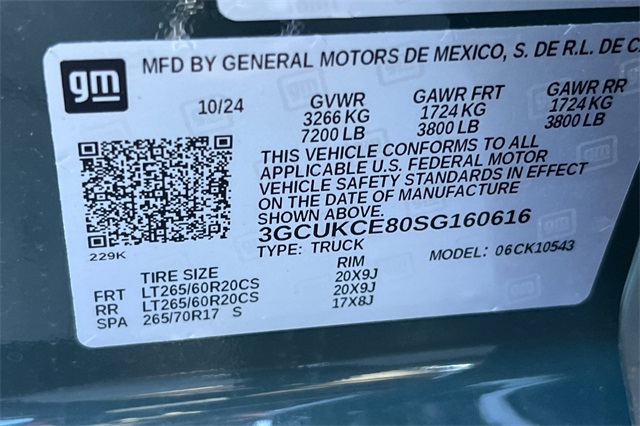 MFD BY GENERAL MOTORS DE MEXICO, S. DE R.L. DE C
gm
10/24 GVWR GAWR FRT GAWR RR
3266 KG 1724 KG 1724 KG
7200 LB 3800 LB 3800 LB
THIS VEHICLE CONFORMS TO ALL
APPLICABLE U.S. FEDERAL MOTOR
VEHICLE SAFETY STANDARDS IN EFFECT
ON THE DATE OF MANUFACTURE
SHOWN ABOVE.
3GCUKCE80SG160616
229K
TYPE: TRUCK MODEL: 06CK10543
TIRE SIZE RIM
FRT LT265/60R20CS 20X9J
RR LT265/60R20CS 20X9J
SPA 265/70R17 S 17X8J